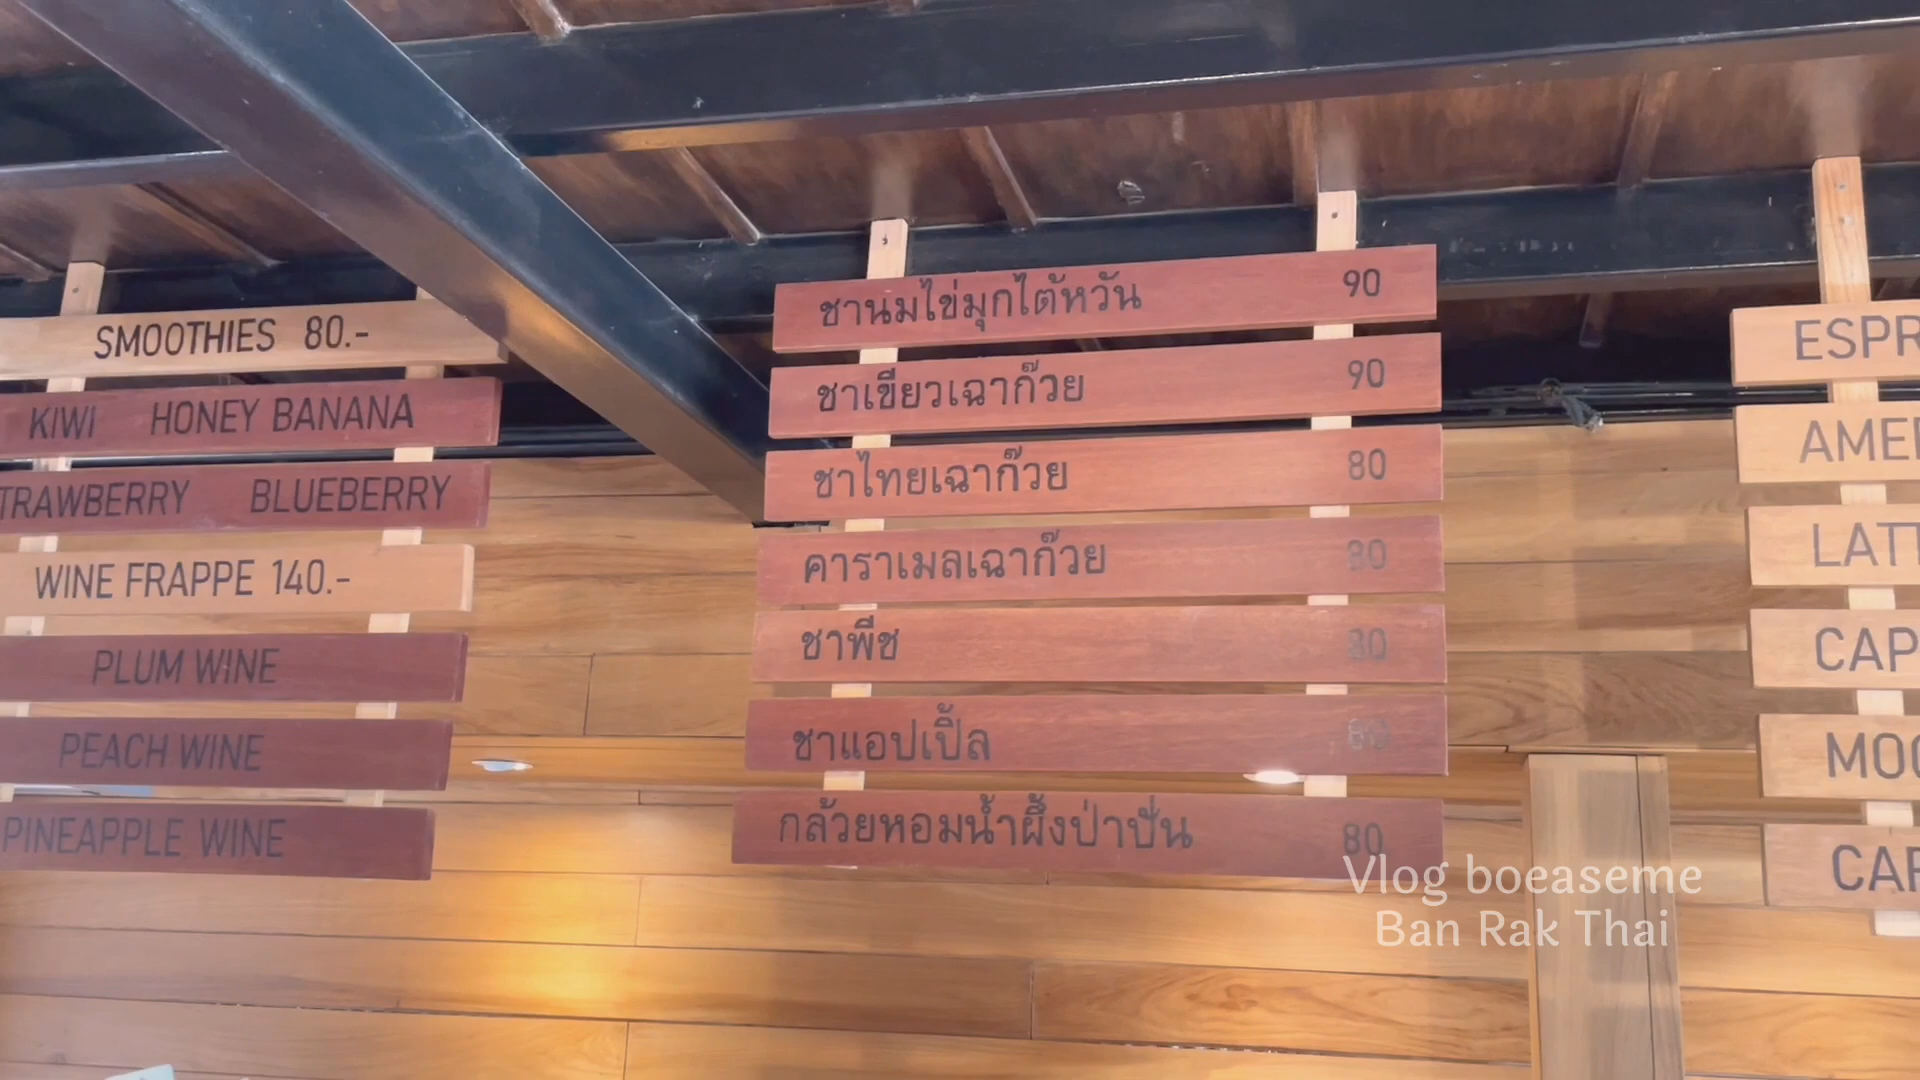 SMOOTHIES 80.-
KIWI HONEY BANANA
TRAWBERRY BLUEBERRY
WINE FRAPPE 140.-
PLUM WINE
PEACH WINE
PINEAPPLE WINE
ชานมไข่มุกไต้หวัน 90
ชาเขียวเฉาก๊วย 90
ชาไทยเฉาก๊วย 80
คาราเมลเฉาก๊วย 80
ชาพีช 80
ชาแอปเปิ้ล 80
กล้วยหอมน้ำผึ้งป่าปั่น 80
ESPR
AME
LAT
CAP
MOC
CAR
Vlog boeaseme
Ban Rak Thai